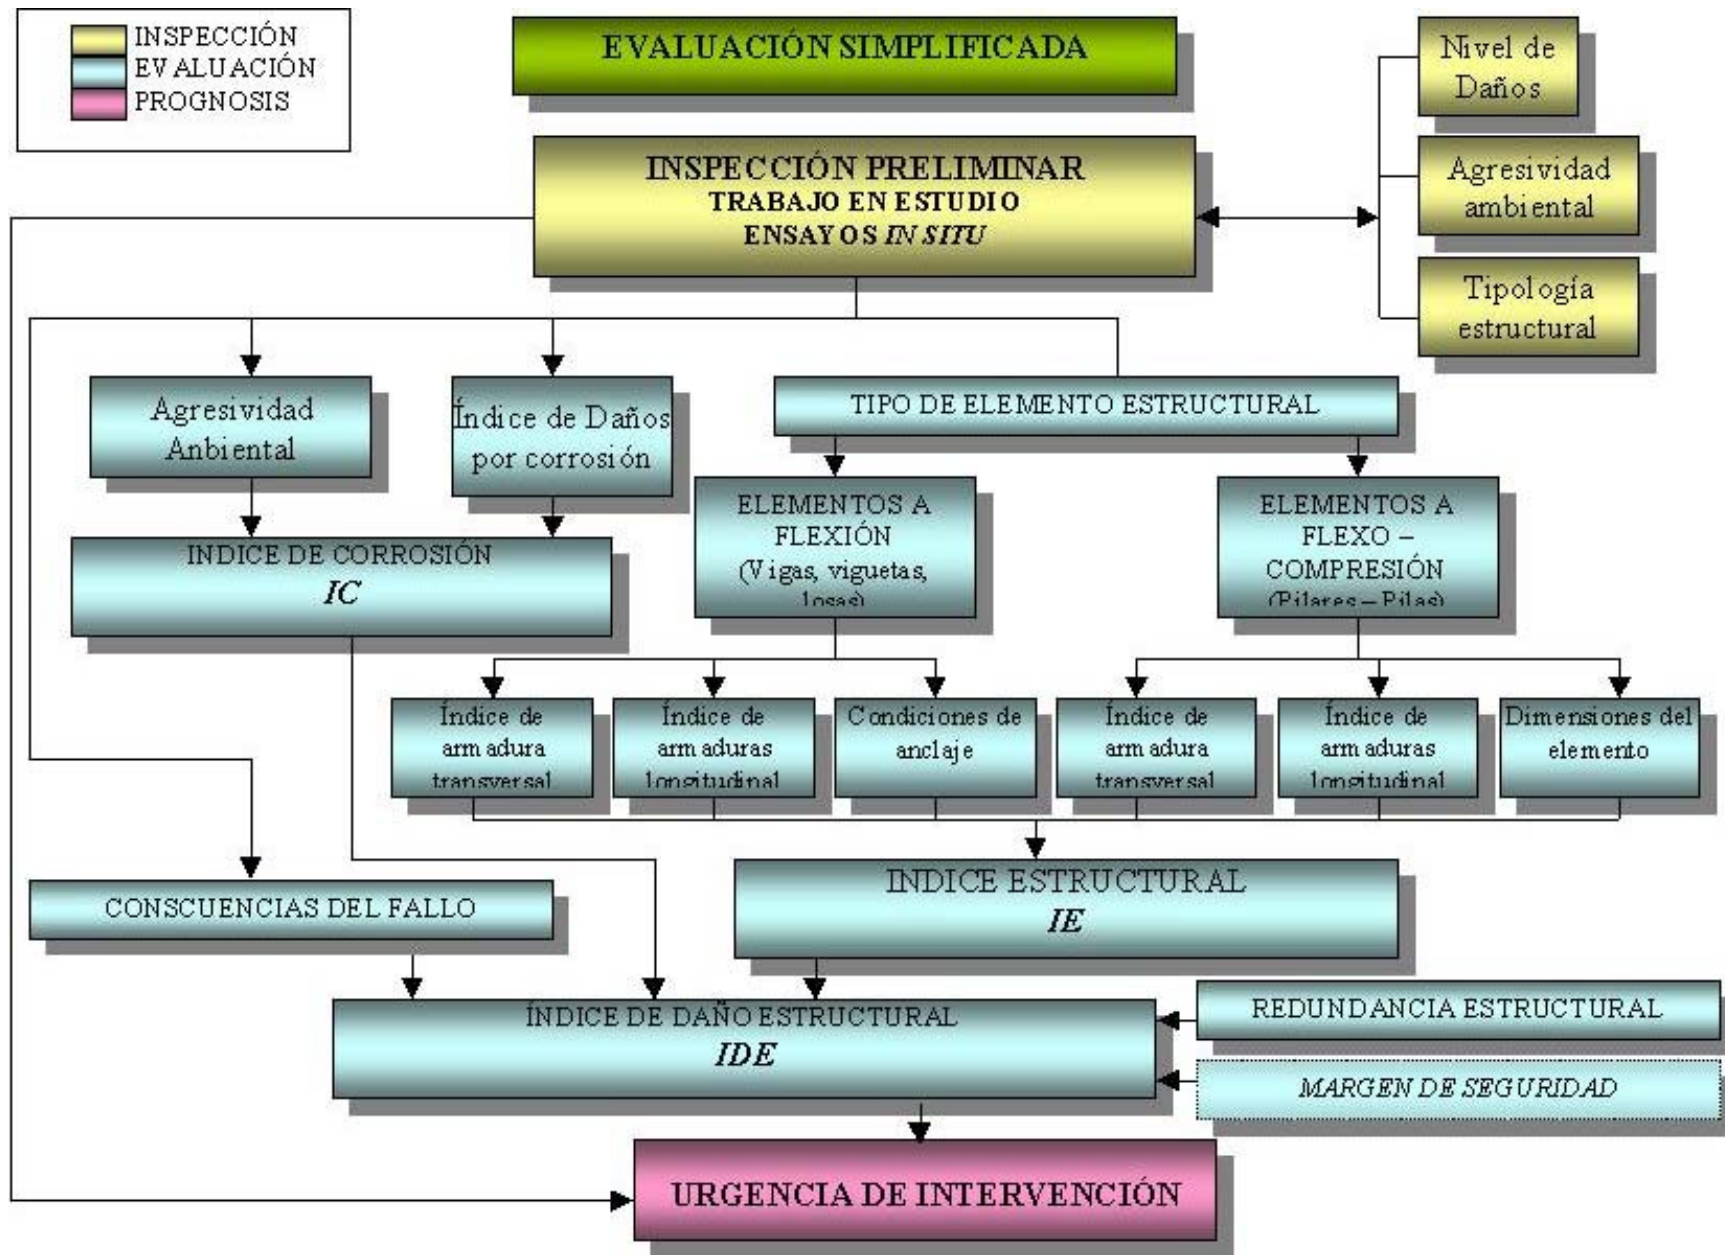 INSPECCIÓN
EVALUACIÓN
PROGNOSIS
EVALUACIÓN SIMPLIFICADA
INSPECCIÓN PRELIMINAR
TRABAJO EN ESTUDIO
ENSAYOS IN SITU
Nivel de
Daños
Agresividad
ambiental
Tipología
estructural
Agresividad
Anbiental
Índice de Daños
por corrosión
TIPO DE ELEMENTO ESTRUCTURAL
INDICE DE CORROSIÓN
IC
ELEMENTOS A
FLEXIÓN
(Vigas, viguetas,
losas)
ELEMENTOS A
FLEXO –
COMPRESIÓN
(Pilares – Pilas)
Índice de
armadura
transversal
Índice de
armaduras
longitudinal
Condiciones de
anclaje
Índice de
armadura
transversal
Índice de
armaduras
longitudinal
Dimensiones del
elemento
CONSCUENCIAS DEL FALLO
INDICE ESTRUCTURAL
IE
ÍNDICE DE DAÑO ESTRUCTURAL
IDE
REDUNDANCIA ESTRUCTURAL
MARGEN DE SEGURIDAD
URGENCIA DE INTERVENCIÓN